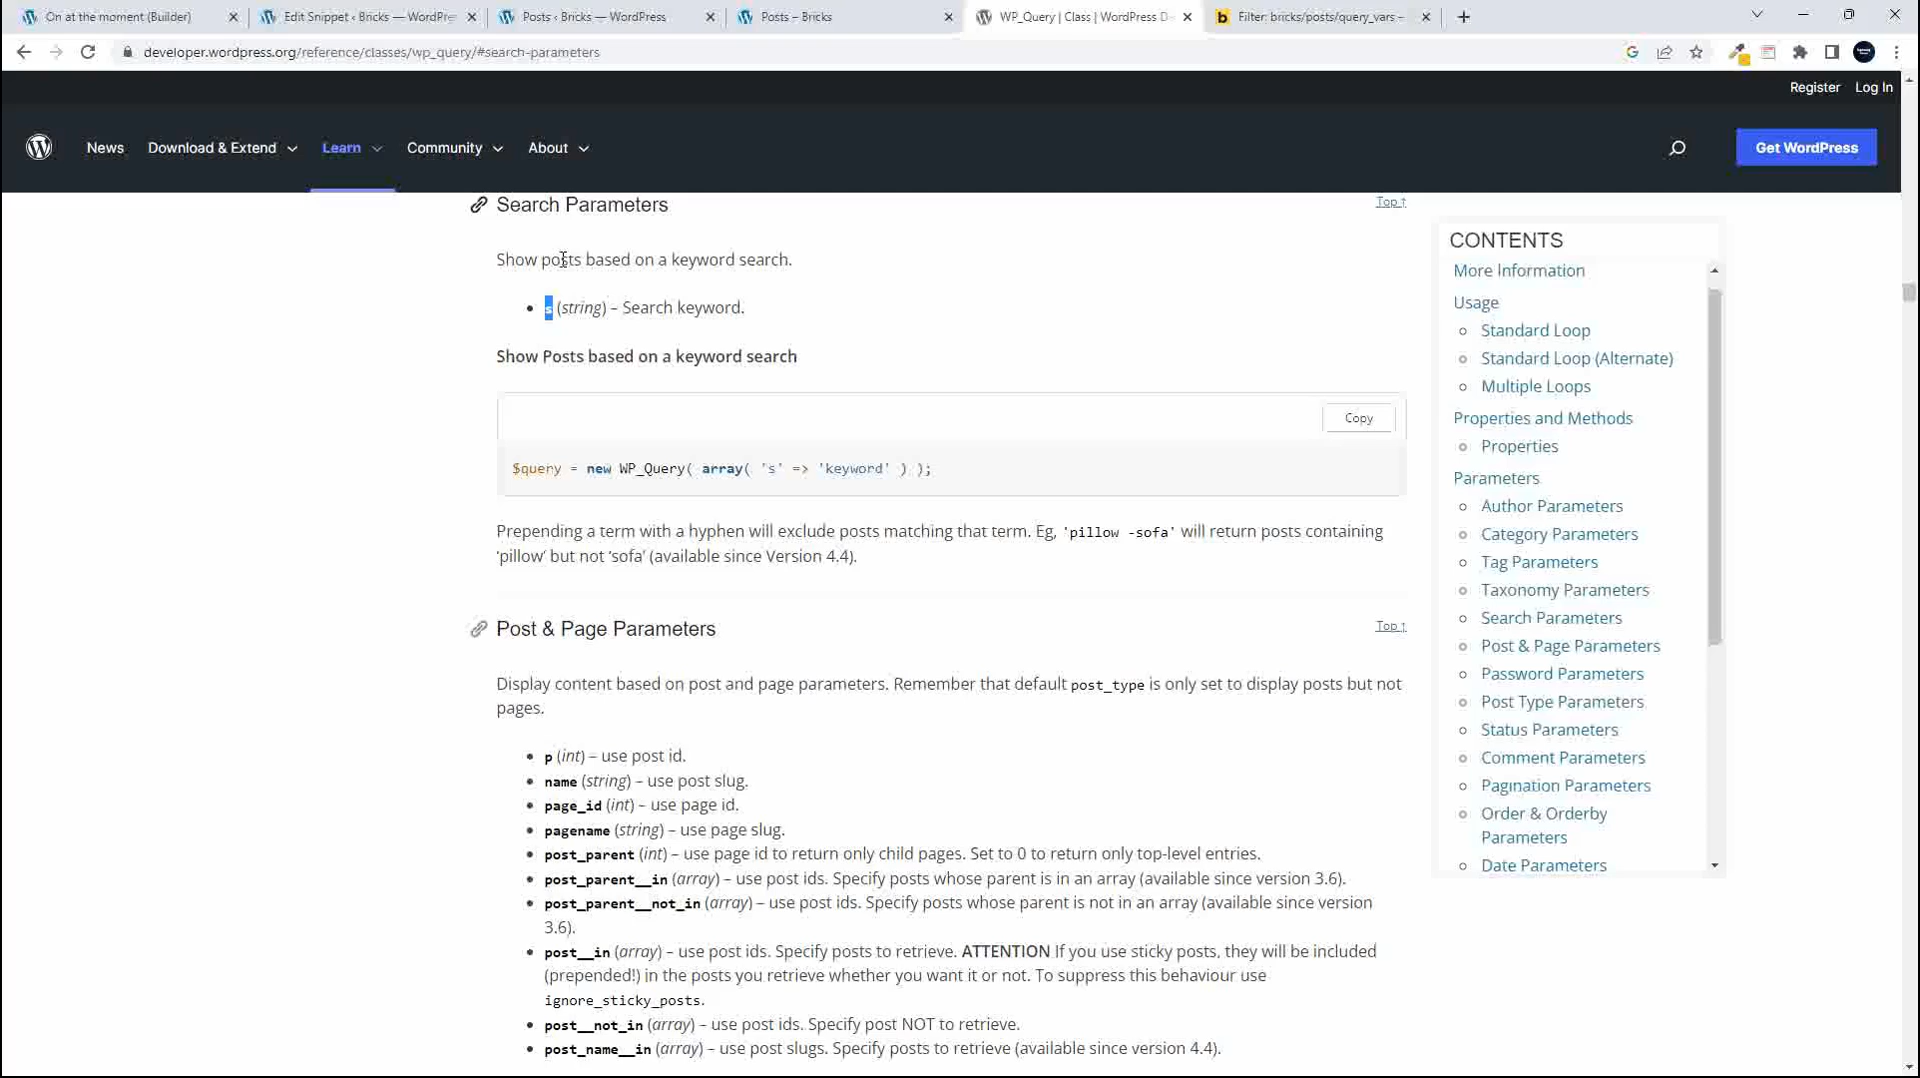 On at the moment (Builder)
Edit Snippet ‹ Bricks — WordPre
Posts ‹ Bricks — WordPress
Posts – Bricks
WP_Query | Class | WordPress D
Filter: bricks/posts/query_vars –
developer.wordpress.org/reference/classes/wp_query/#search-parameters
Register
Log In
News
Download & Extend
Learn
Community
About
Get WordPress
Search Parameters
Top ↑
Show posts based on a keyword search.
s (string) – Search keyword.
Show Posts based on a keyword search
Copy
$query = new WP_Query( array( 's' => 'keyword' ) );
Prepending a term with a hyphen will exclude posts matching that term. Eg, 'pillow -sofa' will return posts containing
‘pillow’ but not ‘sofa’ (available since Version 4.4).
Post & Page Parameters
Top ↑
Display content based on post and page parameters. Remember that default post_type is only set to display posts but not
pages.
p (int) – use post id.
name (string) – use post slug.
page_id (int) – use page id.
pagename (string) – use page slug.
post_parent (int) – use page id to return only child pages. Set to 0 to return only top-level entries.
post_parent__in (array) – use post ids. Specify posts whose parent is in an array (available since version 3.6).
post_parent__not_in (array) – use post ids. Specify posts whose parent is not in an array (available since version
3.6).
post__in (array) – use post ids. Specify posts to retrieve. ATTENTION If you use sticky posts, they will be included
(prepended!) in the posts you retrieve whether you want it or not. To suppress this behaviour use
ignore_sticky_posts.
post__not_in (array) – use post ids. Specify post NOT to retrieve.
post_name__in (array) – use post slugs. Specify posts to retrieve (available since version 4.4).
CONTENTS
More Information
Usage
Standard Loop
Standard Loop (Alternate)
Multiple Loops
Properties and Methods
Properties
Parameters
Author Parameters
Category Parameters
Tag Parameters
Taxonomy Parameters
Search Parameters
Post & Page Parameters
Password Parameters
Post Type Parameters
Status Parameters
Comment Parameters
Pagination Parameters
Order & Orderby
Parameters
Date Parameters